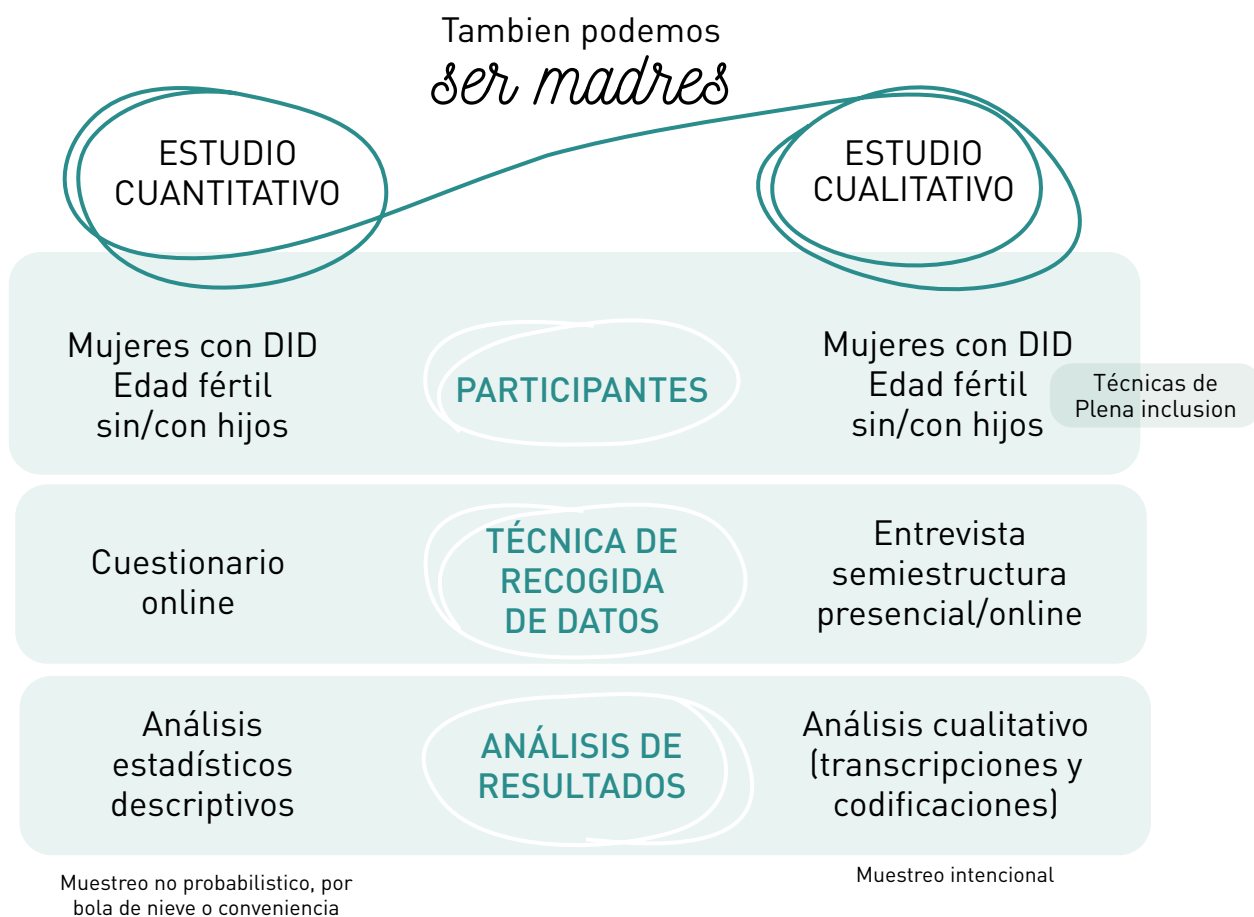 Tambien podemos
ser madres
ESTUDIO
CUANTITATIVO
ESTUDIO
CUALITATIVO
Mujeres con DID
Edad fértil
sin/con hijos
PARTICIPANTES
Mujeres con DID
Edad fértil
sin/con hijos
Técnicas de
Plena inclusion
Cuestionario
online
TÉCNICA DE
RECOGIDA
DE DATOS
Entrevista
semiestructura
presencial/online
Análisis
estadísticos
descriptivos
ANÁLISIS DE
RESULTADOS
Análisis cualitativo
(transcripciones y
codificaciones)
Muestreo no probabilistico, por
bola de nieve o conveniencia
Muestreo intencional